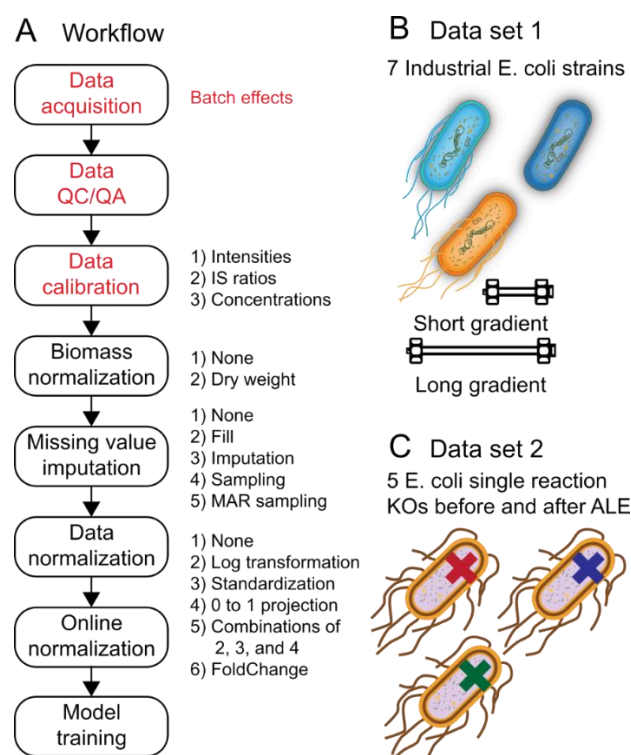 A Workflow
Data
acquisition
Batch effects
Data
QC/QA
Data
calibration
1) Intensities
2) IS ratios
3) Concentrations
Biomass
normalization
1) None
2) Dry weight
Missing value
imputation
1) None
2) Fill
3) Imputation
4) Sampling
5) MAR sampling
Data
normalization
1) None
2) Log transformation
3) Standardization
4) 0 to 1 projection
5) Combinations of
2, 3, and 4
6) FoldChange
Online
normalization
Model
training
B Data set 1
7 Industrial E. coli strains
Short gradient
Long gradient
C Data set 2
5 E. coli single reaction
KOs before and after ALE